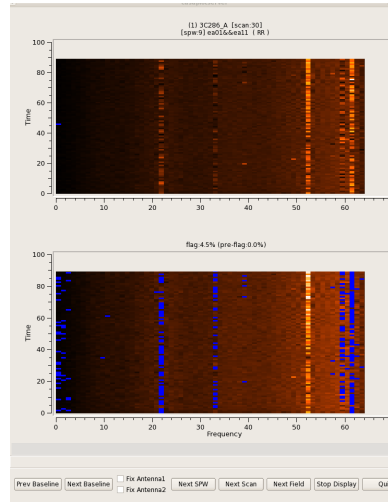 (1) 3C286_A [scan:30]
[spw:9] ea01&&ea11 ( RR )
100
80
60
40
20
0
Time
0 10 20 30 40 50 60
flag:4.5% (pre-flag:0.0%)
100
80
60
40
20
0
Time
0 10 20 30 40 50 60
Frequency
Prev Baseline Next Baseline Fix Antenna1 Next SPW Next Scan Next Field Stop Display Qui
Fix Antenna2